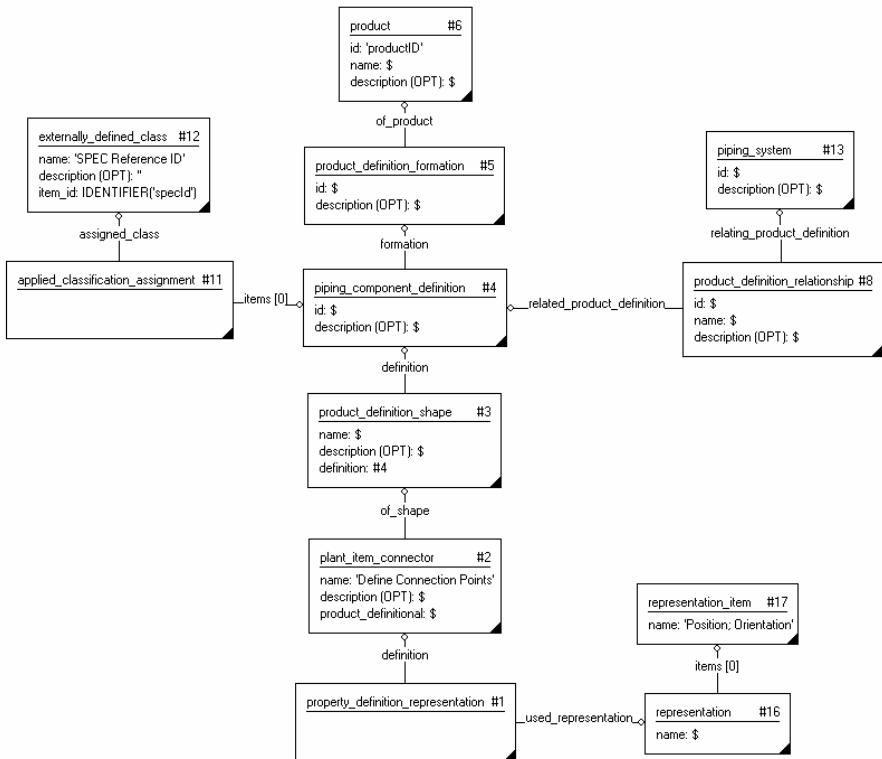 product #6
id: 'productID'
name: $
description (OPT): $
of_product
externally_defined_class #12
name: 'SPEC Reference ID'
description (OPT): ''
item_id: IDENTIFIER('specId')
product_definition_formation #5
id: $
description (OPT): $
piping_system #13
id: $
description (OPT): $
assigned_class
formation
relating_product_definition
applied_classification_assignment #11
items [0]
piping_component_definition #4
id: $
description (OPT): $
related_product_definition
product_definition_relationship #8
id: $
name: $
description (OPT): $
definition
product_definition_shape #3
name: $
description (OPT): $
definition: #4
of_shape
plant_item_connector #2
name: 'Define Connection Points'
description (OPT): $
product_definitional: $
representation_item #17
name: 'Position; Orientation'
definition
items [0]
property_definition_representation #1
used_representation
representation #16
name: $